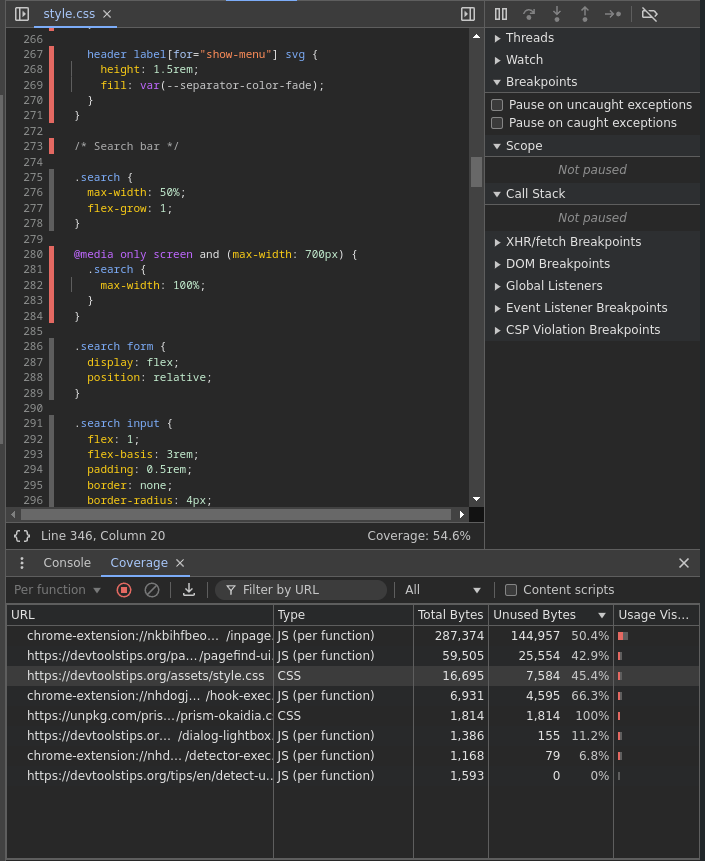 style.css ×
266
267 header label[for="show-menu"] svg {
268 height: 1.5rem;
269 fill: var(--separator-color-fade);
270 }
271 }
272
273 /* Search bar */
274
275 .search {
276 max-width: 50%;
277 flex-grow: 1;
278 }
279
280 @media only screen and (max-width: 700px) {
281 .search {
282 max-width: 100%;
283 }
284 }
285
286 .search form {
287 display: flex;
288 position: relative;
289 }
290
291 .search input {
292 flex: 1;
293 flex-basis: 3rem;
294 padding: 0.5rem;
295 border: none;
296 border-radius: 4px;
{} Line 346, Column 20 Coverage: 54.6%
Threads
Watch
Breakpoints
Pause on uncaught exceptions
Pause on caught exceptions
Scope
Not paused
Call Stack
Not paused
XHR/fetch Breakpoints
DOM Breakpoints
Global Listeners
Event Listener Breakpoints
CSP Violation Breakpoints
Console Coverage ×
Per function Filter by URL All Content scripts
URL Type Total Bytes Unused Bytes Usage Vis…
chrome-extension://nkbihfbeo… /inpage. JS (per function) 287,374 144,957 50.4%
https://devtoolstips.org/pa… /pagefind-ui. JS (per function) 59,505 25,554 42.9%
https://devtoolstips.org/assets/style.css CSS 16,695 7,584 45.4%
chrome-extension://nhdogj… /hook-exec. JS (per function) 6,931 4,595 66.3%
https://unpkg.com/pris… /prism-okaidia.c CSS 1,814 1,814 100%
https://devtoolstips.or… /dialog-lightbox. JS (per function) 1,386 155 11.2%
chrome-extension://nhd… /detector-exec. JS (per function) 1,168 79 6.8%
https://devtoolstips.org/tips/en/detect-u… JS (per function) 1,593 0 0%